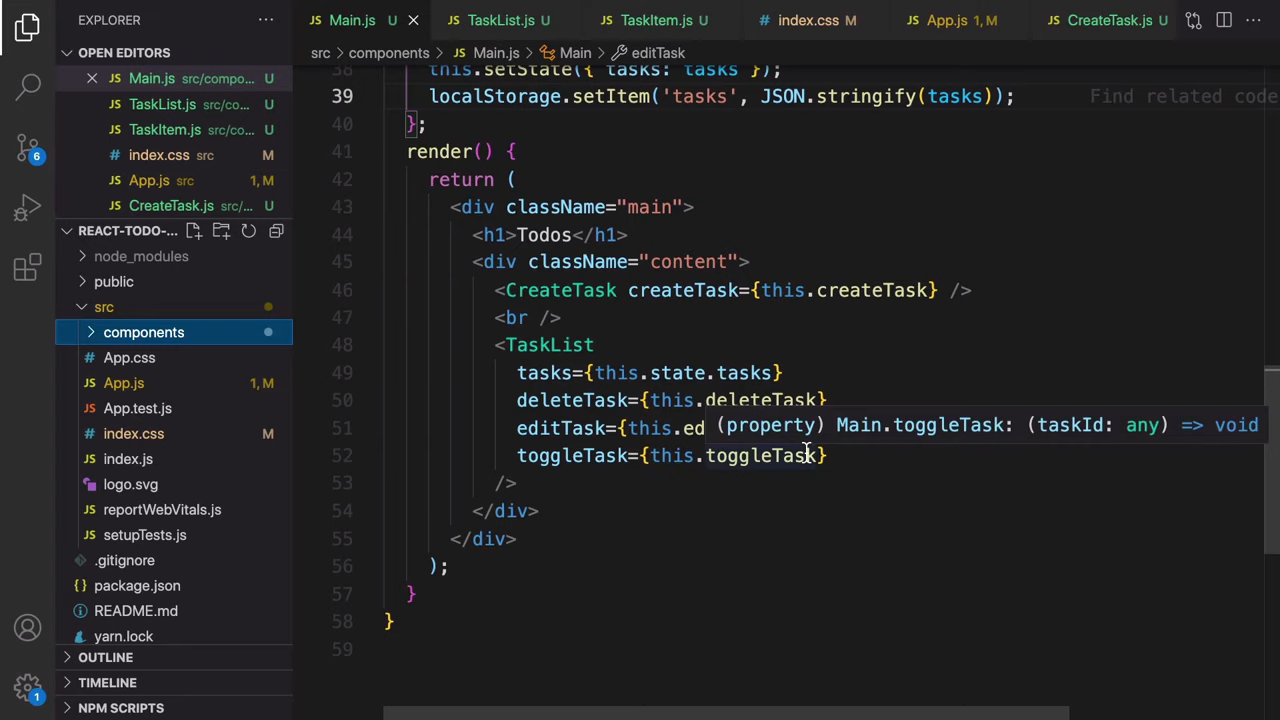 EXPLORER
OPEN EDITORS
Main.js src/compo... U
TaskList.js src/co... U
TaskItem.js src/co... U
index.css src M
App.js src 1, M
CreateTask.js src/... U
REACT-TODO-...
node_modules
public
src
components
App.css
App.js 1, M
App.test.js
index.css M
index.js
logo.svg
reportWebVitals.js
setupTests.js
.gitignore
package.json
README.md
yarn.lock
OUTLINE
TIMELINE
NPM SCRIPTS
6
1
Main.js U TaskList.js U TaskItem.js U index.css M App.js 1, M CreateTask.js U
src > components > Main.js > Main > editTask
38 this.setState({ tasks: tasks });
39 localStorage.setItem('tasks', JSON.stringify(tasks)); Find related code
40 };
41 render() {
42 return (
43 <div className="main">
44 <h1>Todos</h1>
45 <div className="content">
46 <CreateTask createTask={this.createTask} />
47 <br />
48 <TaskList
49 tasks={this.state.tasks}
50 deleteTask={this.deleteTask}
51 editTask={this.ed
(property) Main.toggleTask: (taskId: any) => void
52 toggleTask={this.toggleTask}
53 />
54 </div>
55 </div>
56 );
57 }
58 }
59